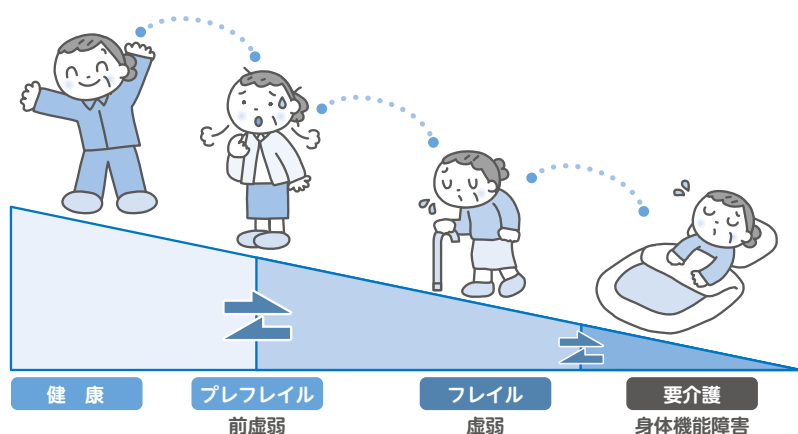 健　康
プレフレイル
前虚弱
フレイル
虚弱
要介護
身体機能障害